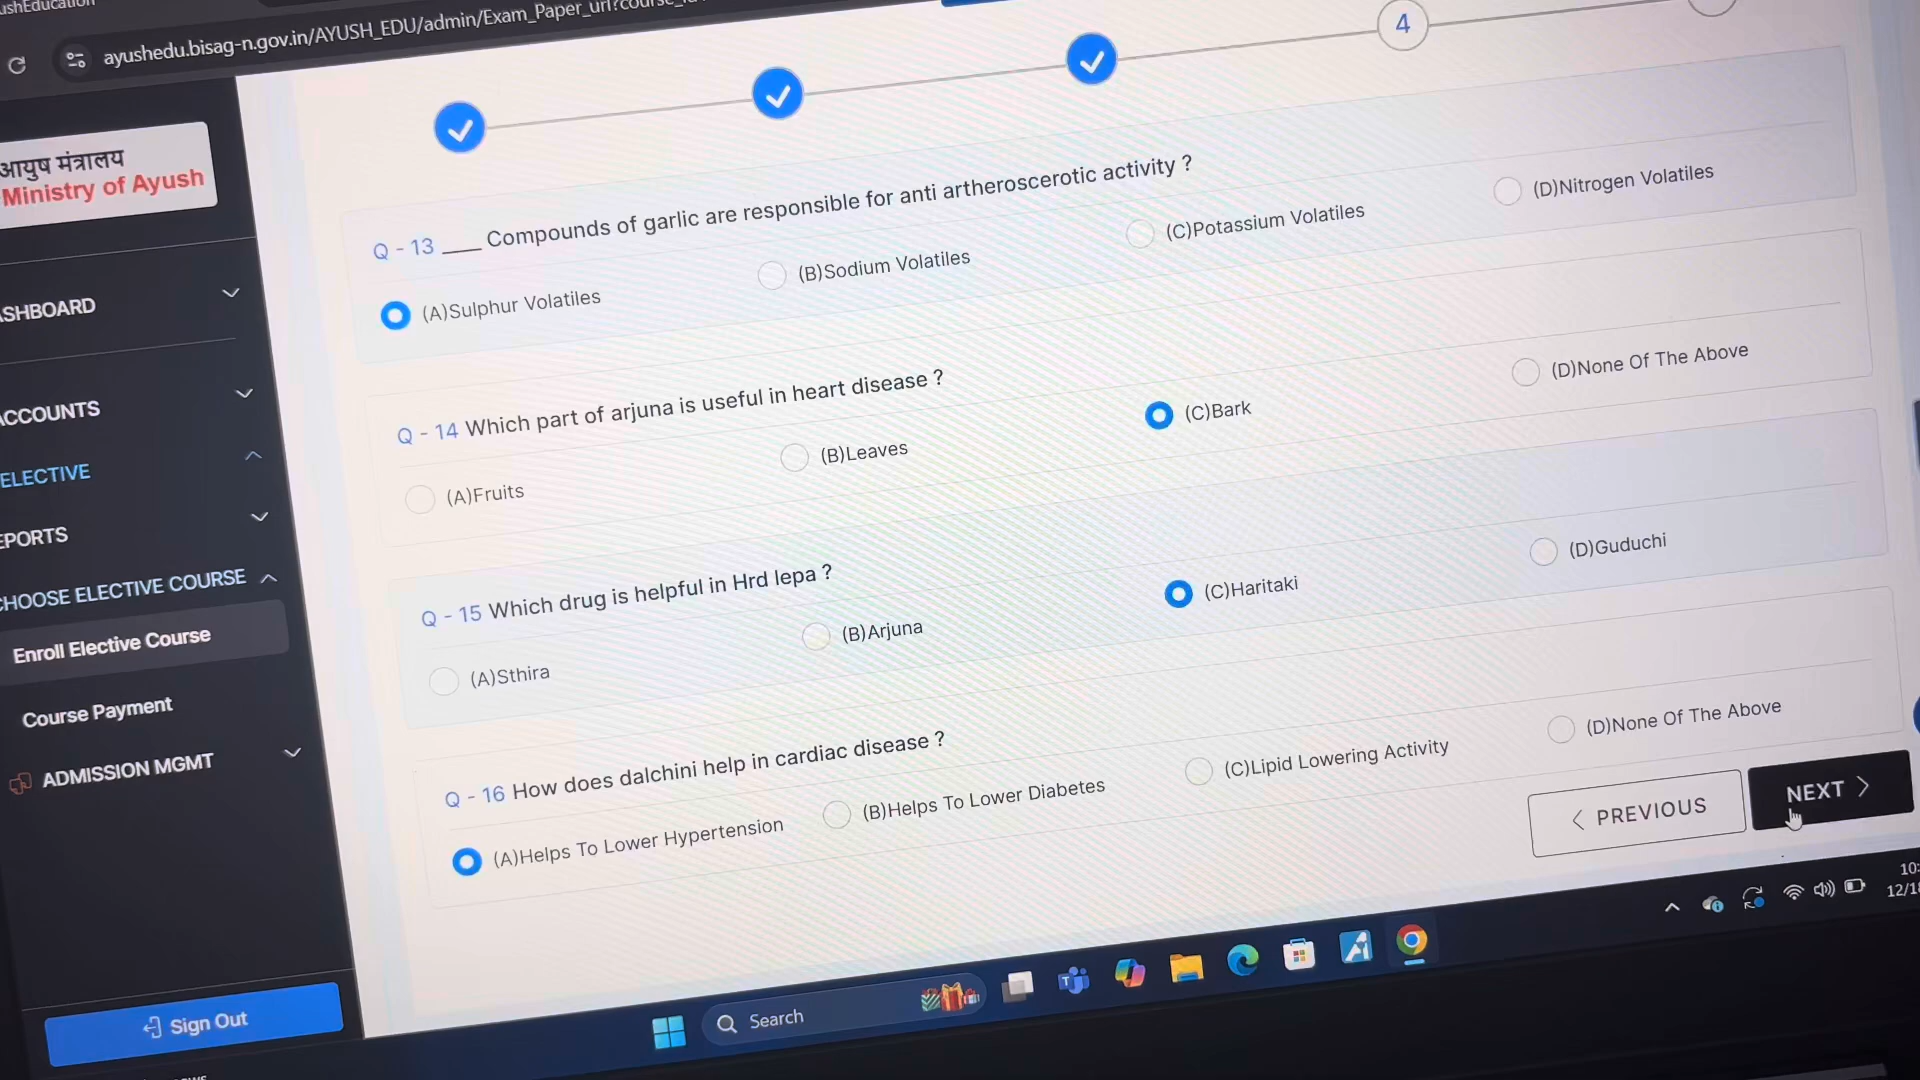 ayushedu.bisag-n.gov.in/AYUSH_EDU/admin/Exam_Paper_url?course_
4
आयुष मंत्रालय
Ministry of Ayush
Q - 13 ____ Compounds of garlic are responsible for anti artheroscerotic activity ?
(A)Sulphur Volatiles
(B)Sodium Volatiles
(C)Potassium Volatiles
(D)Nitrogen Volatiles
Q - 14 Which part of arjuna is useful in heart disease ?
(A)Fruits
(B)Leaves
(C)Bark
(D)None Of The Above
Q - 15 Which drug is helpful in Hrd lepa ?
(A)Sthira
(B)Arjuna
(C)Haritaki
(D)Guduchi
Q - 16 How does dalchini help in cardiac disease ?
(A)Helps To Lower Hypertension
(B)Helps To Lower Diabetes
(C)Lipid Lowering Activity
(D)None Of The Above
PREVIOUS
NEXT
ASHBOARD
ACCOUNTS
ELECTIVE
EPORTS
CHOOSE ELECTIVE COURSE
Enroll Elective Course
Course Payment
ADMISSION MGMT
Sign Out
Search
10:
12/1